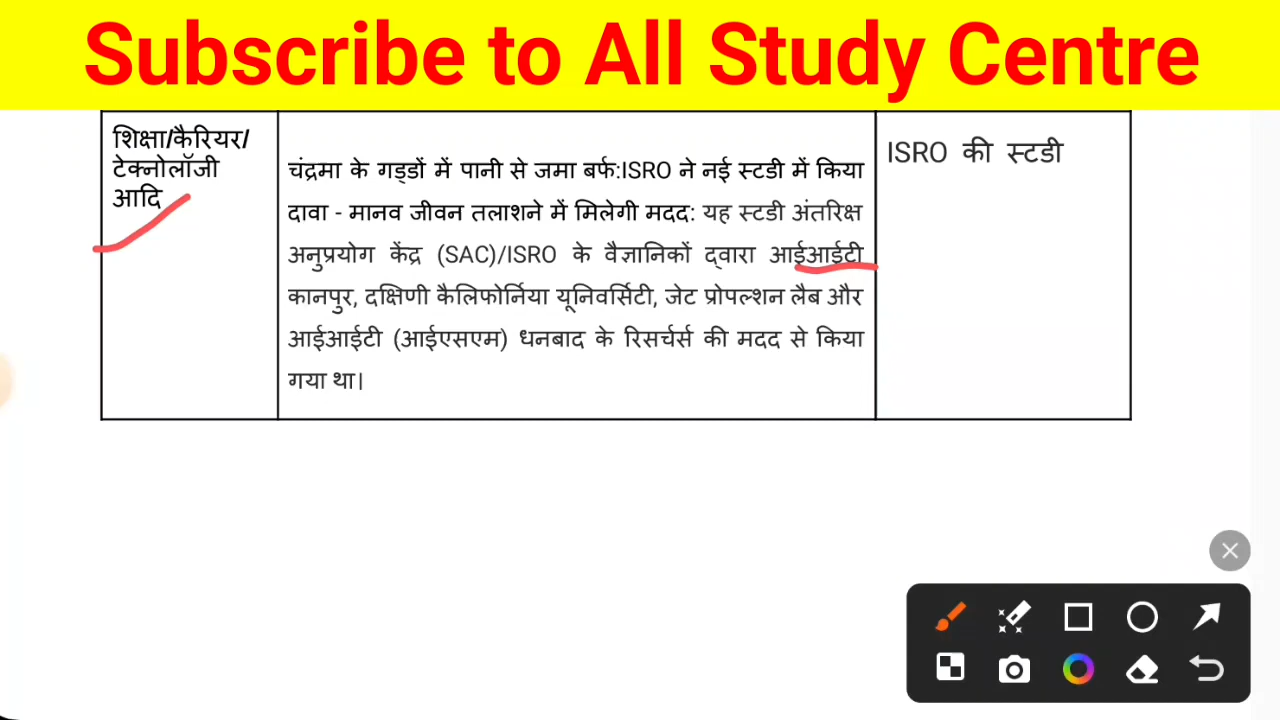 Subscribe to All Study Centre
शिक्षा/कैरियर/
टेक्नोलॉजी
आदि
चंद्रमा के गड्डों में पानी से जमा बर्फ:ISRO ने नई स्टडी में किया
दावा - मानव जीवन तलाशने में मिलेगी मदद: यह स्टडी अंतरिक्ष
अनुप्रयोग केंद्र (SAC)/ISRO के वैज्ञानिकों द्वारा आईआईटी
कानपुर, दक्षिणी कैलिफोर्निया यूनिवर्सिटी, जेट प्रोपल्शन लैब और
आईआईटी (आईएसएम) धनबाद के रिसर्चर्स की मदद से किया
गया था।
ISRO की स्टडी